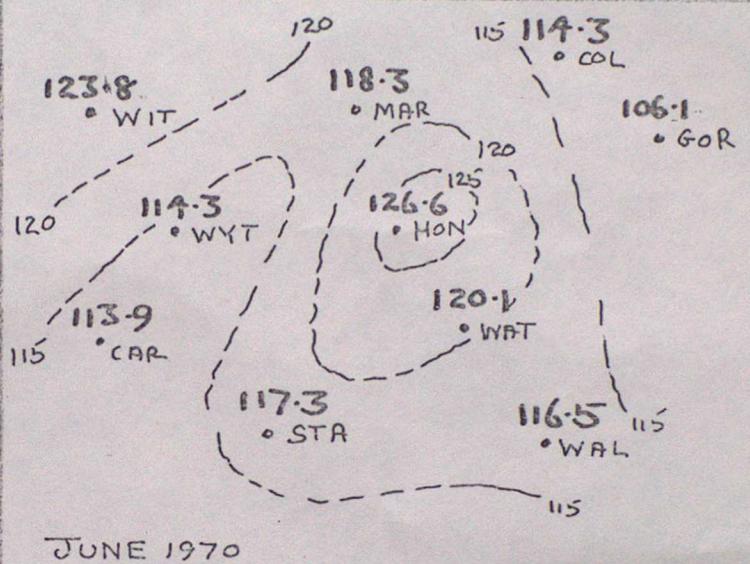 120
115 114.3
COL
118.3
MAR
123.8
WIT
106.1
GOR
120
125
114.3
WYT
126.6
HON
120
120.1
WAT
113.9
CAR
115
117.3
STA
116.5
WAL
115
115
JUNE 1970